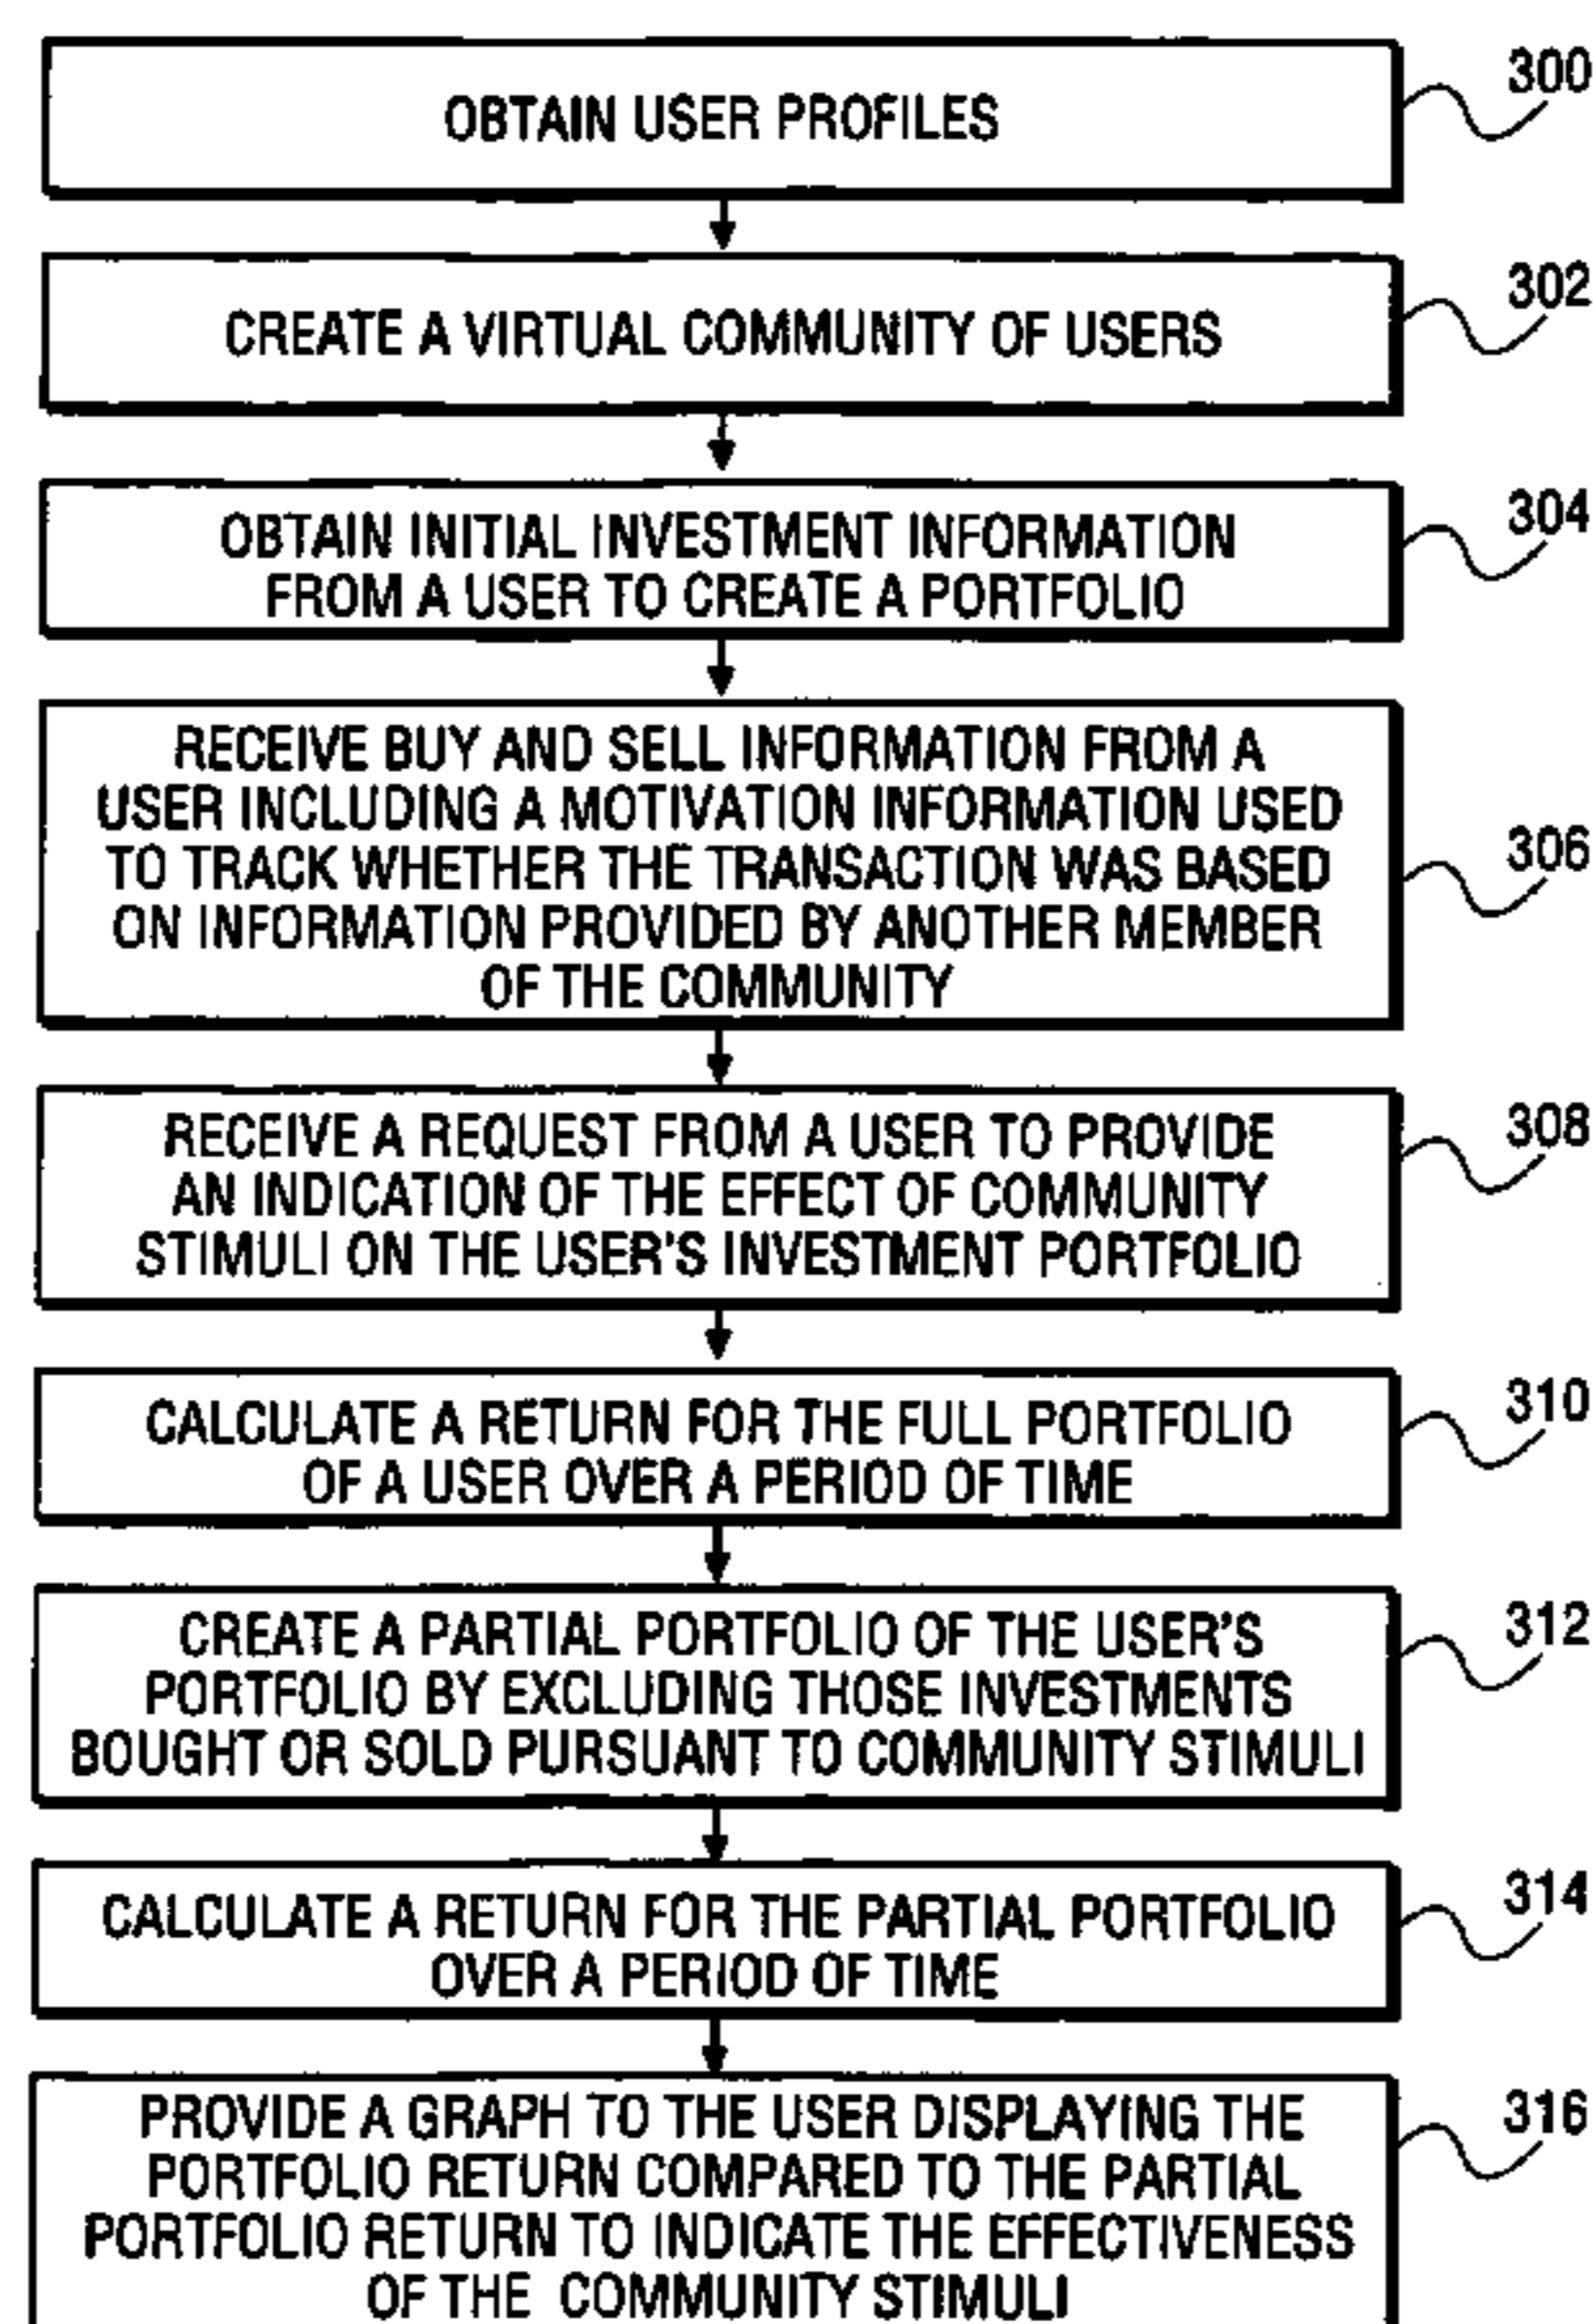 OBTAIN USER PROFILES
300
CREATE A VIRTUAL COMMUNITY OF USERS
302
OBTAIN INITIAL INVESTMENT INFORMATION
FROM A USER TO CREATE A PORTFOLIO
304
RECEIVE BUY AND SELL INFORMATION FROM A
USER INCLUDING A MOTIVATION INFORMATION USED
TO TRACK WHETHER THE TRANSACTION WAS BASED
ON INFORMATION PROVIDED BY ANOTHER MEMBER
OF THE COMMUNITY
306
RECEIVE A REQUEST FROM A USER TO PROVIDE
AN INDICATION OF THE EFFECT OF COMMUNITY
STIMULI ON THE USER'S INVESTMENT PORTFOLIO
308
CALCULATE A RETURN FOR THE FULL PORTFOLIO
OF A USER OVER A PERIOD OF TIME
310
CREATE A PARTIAL PORTFOLIO OF THE USER'S
PORTFOLIO BY EXCLUDING THOSE INVESTMENTS
BOUGHT OR SOLD PURSUANT TO COMMUNITY STIMULI
312
CALCULATE A RETURN FOR THE PARTIAL PORTFOLIO
OVER A PERIOD OF TIME
314
PROVIDE A GRAPH TO THE USER DISPLAYING THE
PORTFOLIO RETURN COMPARED TO THE PARTIAL
PORTFOLIO RETURN TO INDICATE THE EFFECTIVENESS
OF THE COMMUNITY STIMULI
316